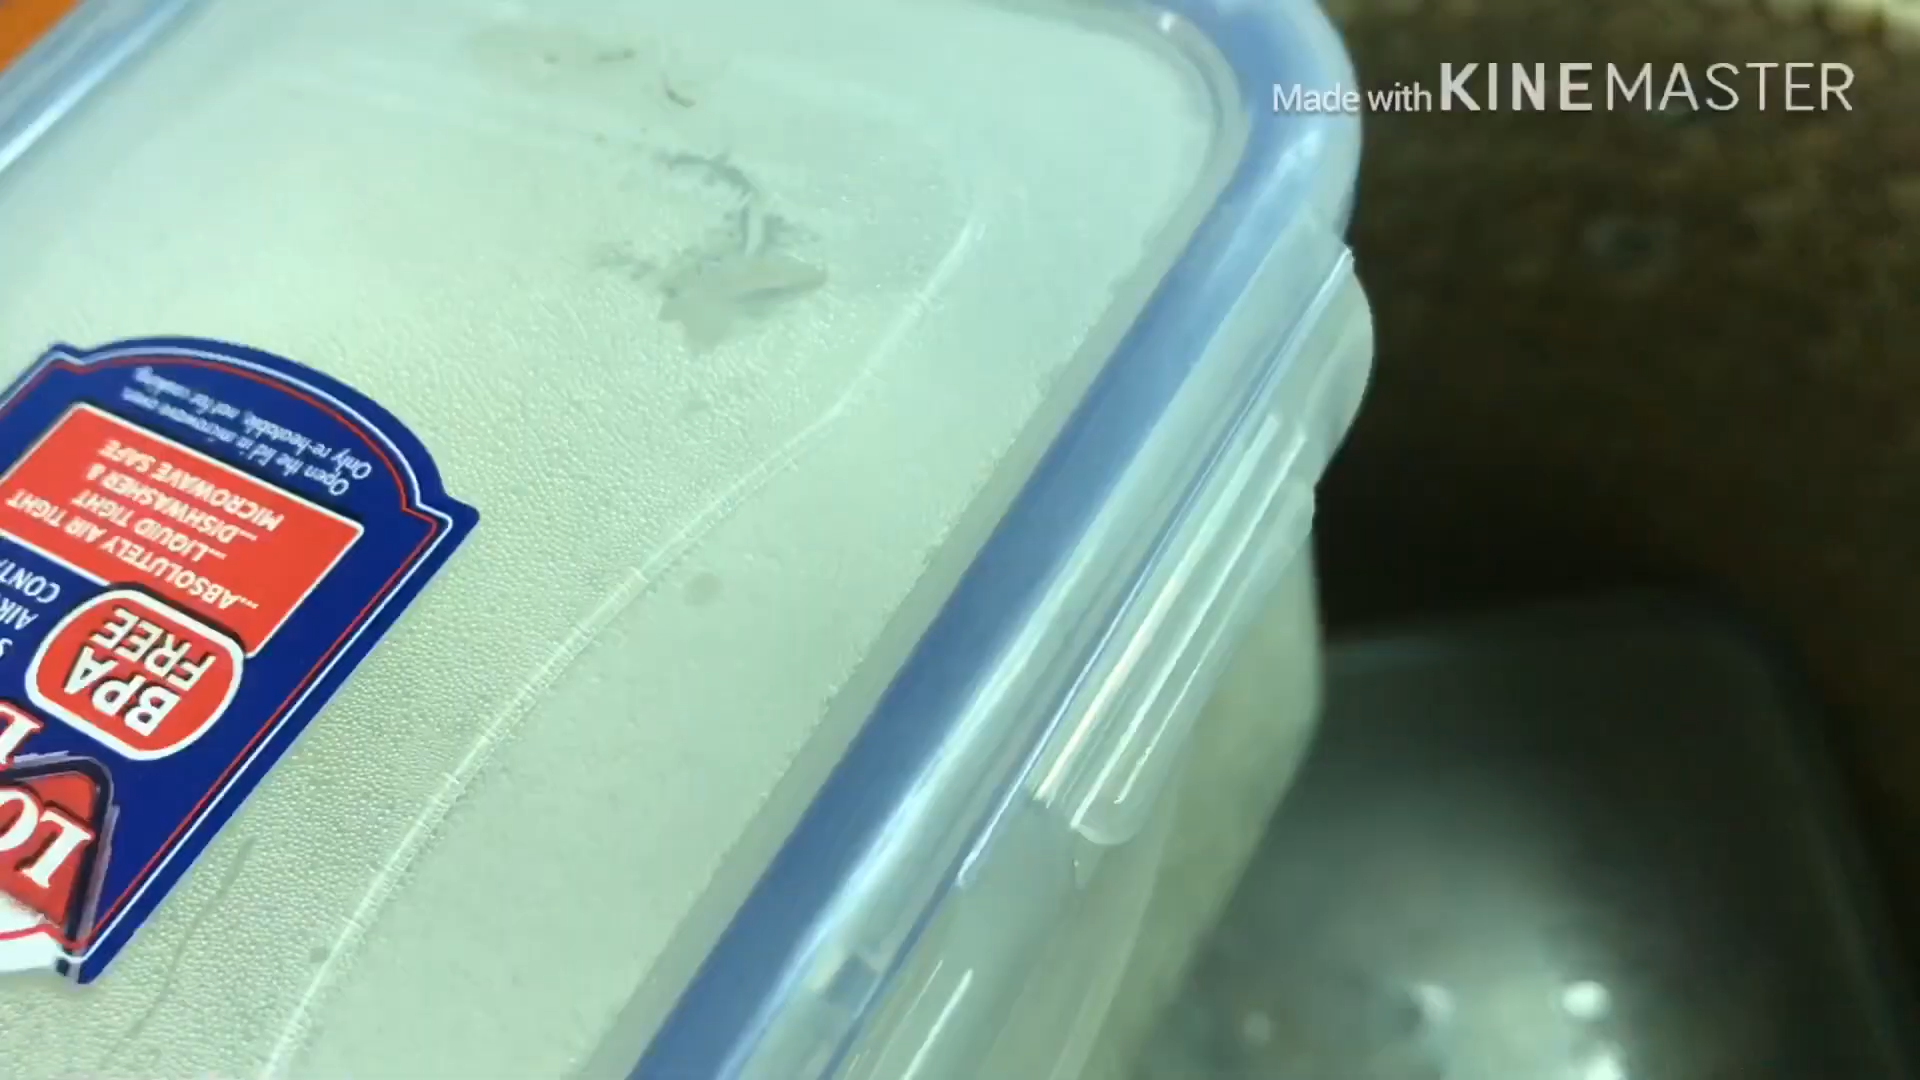 Made with KINEMASTER
Open the lid in microwave oven.
Only re-heatable, not for cooking.
...ABSOLUTELY AIR TIGHT
...LIQUID TIGHT
...DISHWASHER &
MICROWAVE SAFE
BPA
FREE